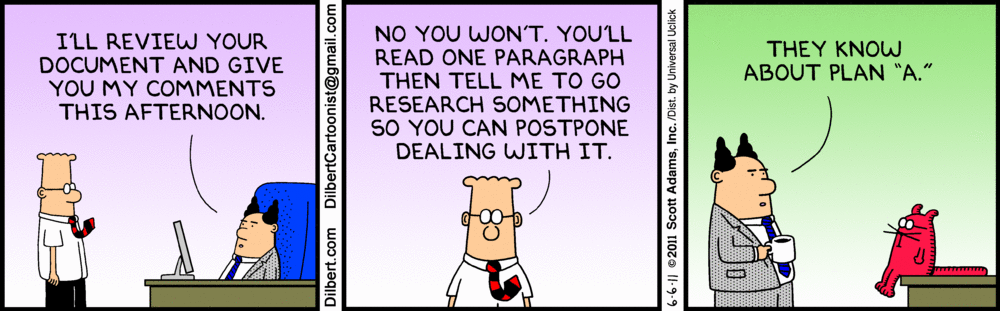 I'LL REVIEW YOUR
DOCUMENT AND GIVE
YOU MY COMMENTS
THIS AFTERNOON.
Dilbert.com DilbertCartoonist@gmail.com
NO YOU WON'T. YOU'LL
READ ONE PARAGRAPH
THEN TELL ME TO GO
RESEARCH SOMETHING
SO YOU CAN POSTPONE
DEALING WITH IT.
6-6-11 ©2011 Scott Adams, Inc. /Dist. by Universal Uclick
THEY KNOW
ABOUT PLAN "A."